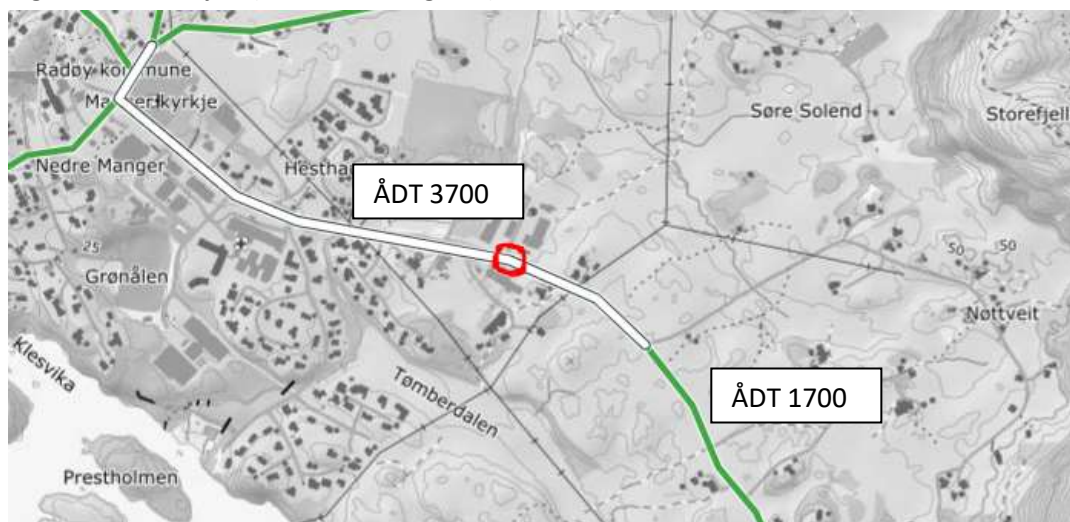 Radøy kommune
Manger kyrkje
Søre Solend
Storefjell
Nedre Manger
Hestha
ÅDT 3700
25
Grønålen
50
50
Nøttveit
Klesvika
Tømberdalen
ÅDT 1700
Prestholmen